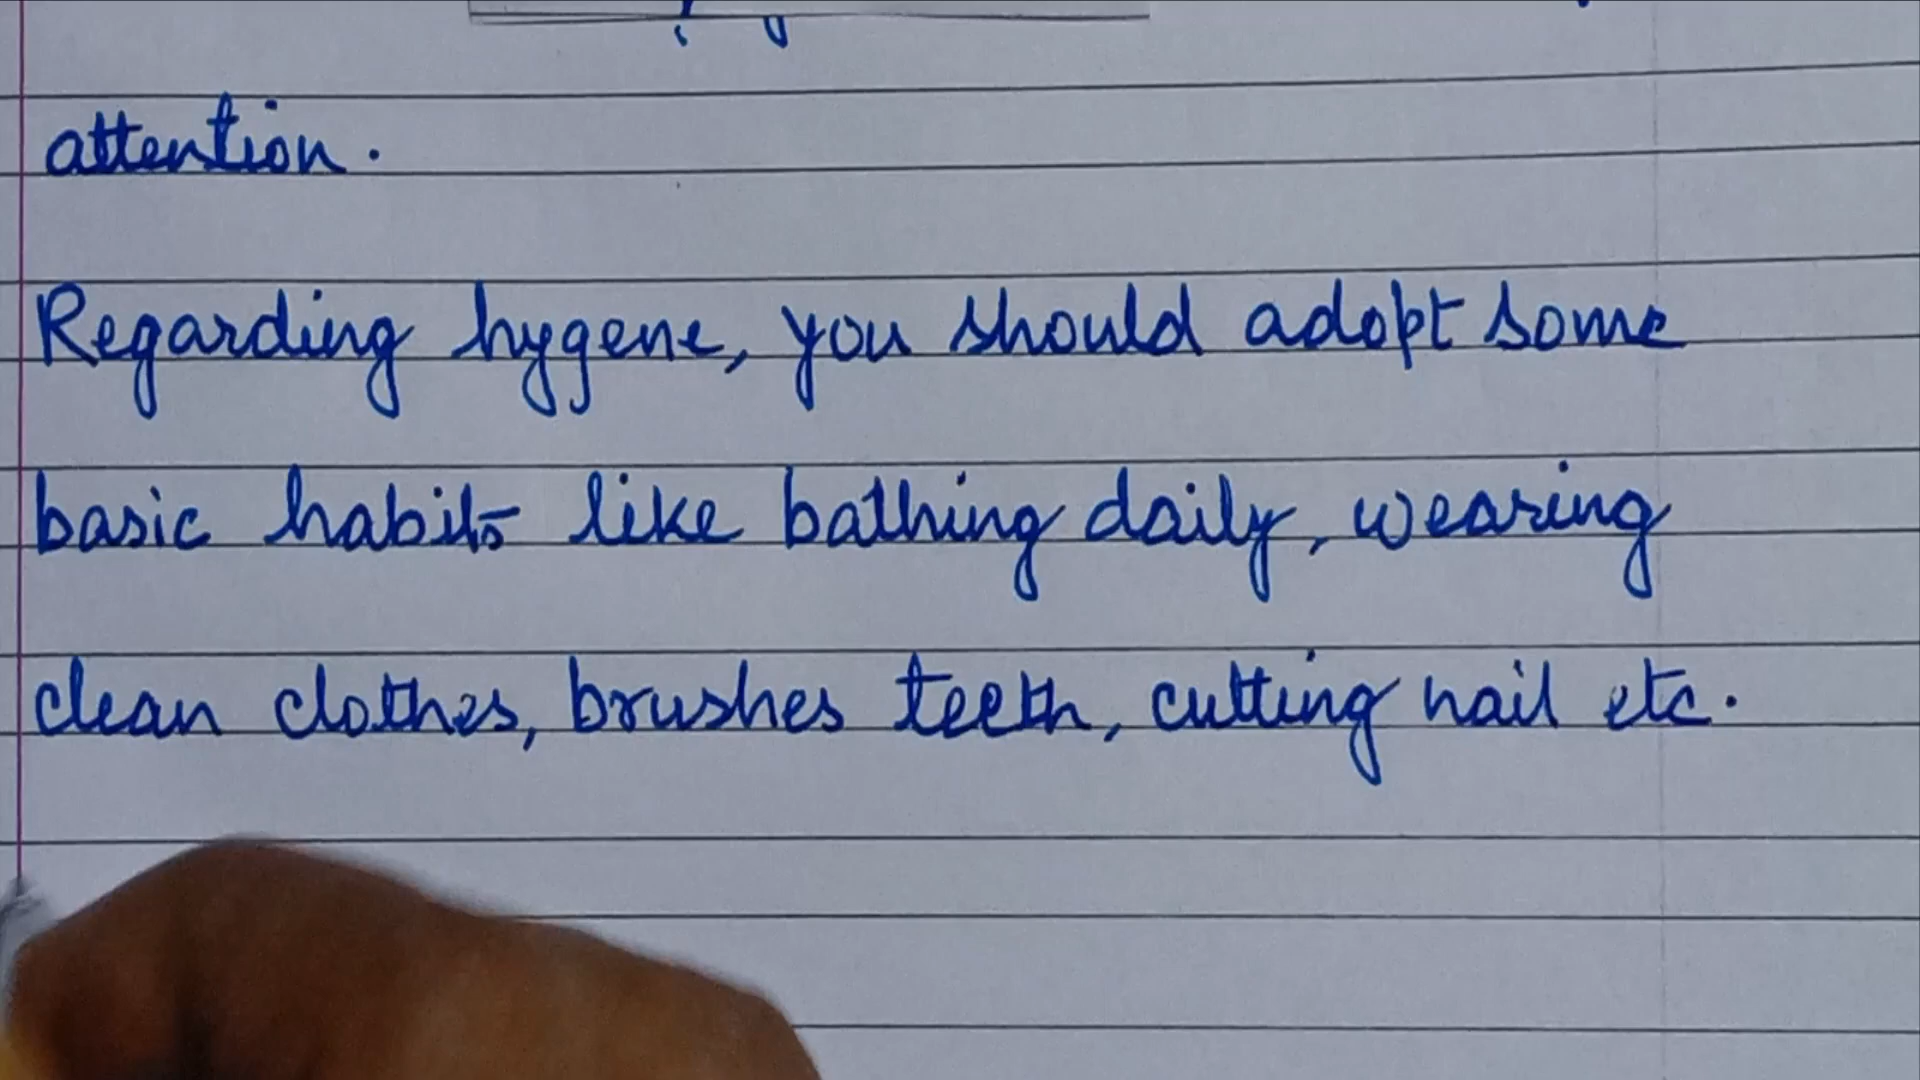 attention.
Regarding hygene, you should adopt some
basic habits like bathing daily, wearing
clean clothes, brushes teeth, cutting nail etc.